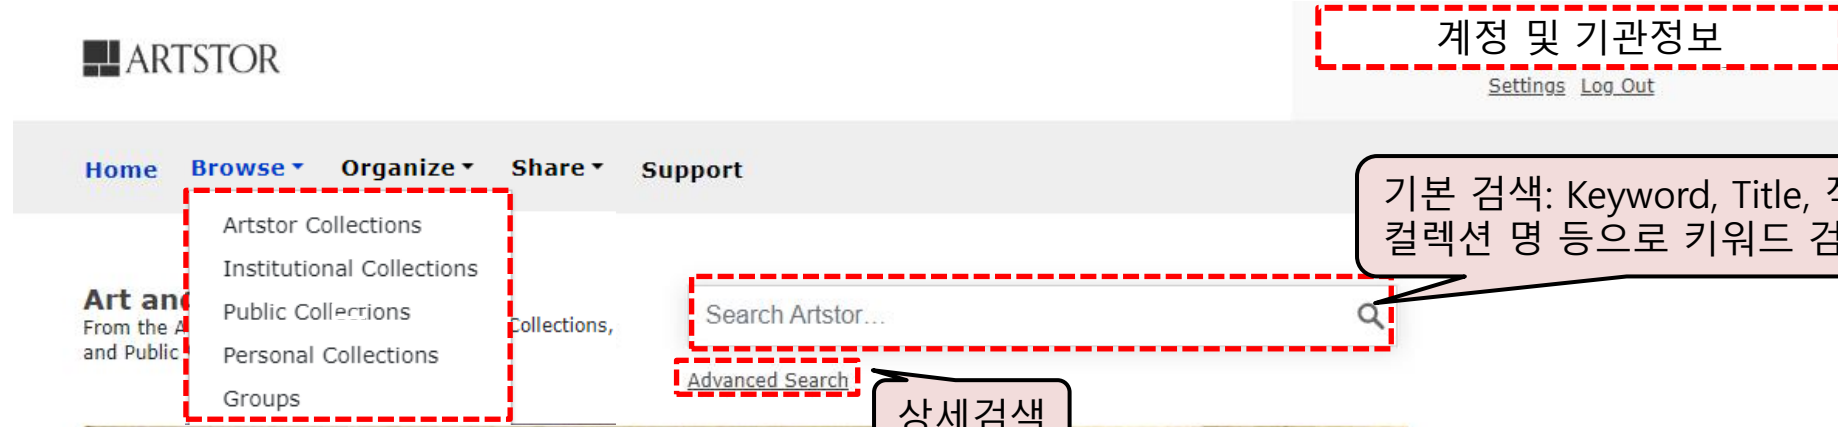 ARTSTOR
계정 및 기관정보
Settings Log Out
Home Browse Organize Share Support
기본 검색: Keyword, Title,
컬렉션 명 등으로 키워드
Artstor Collections
Institutional Collections
Public Collections
Personal Collections
Groups
Art
From the
Collections,
and Public
Search Artstor...
Advanced Search
상세검색